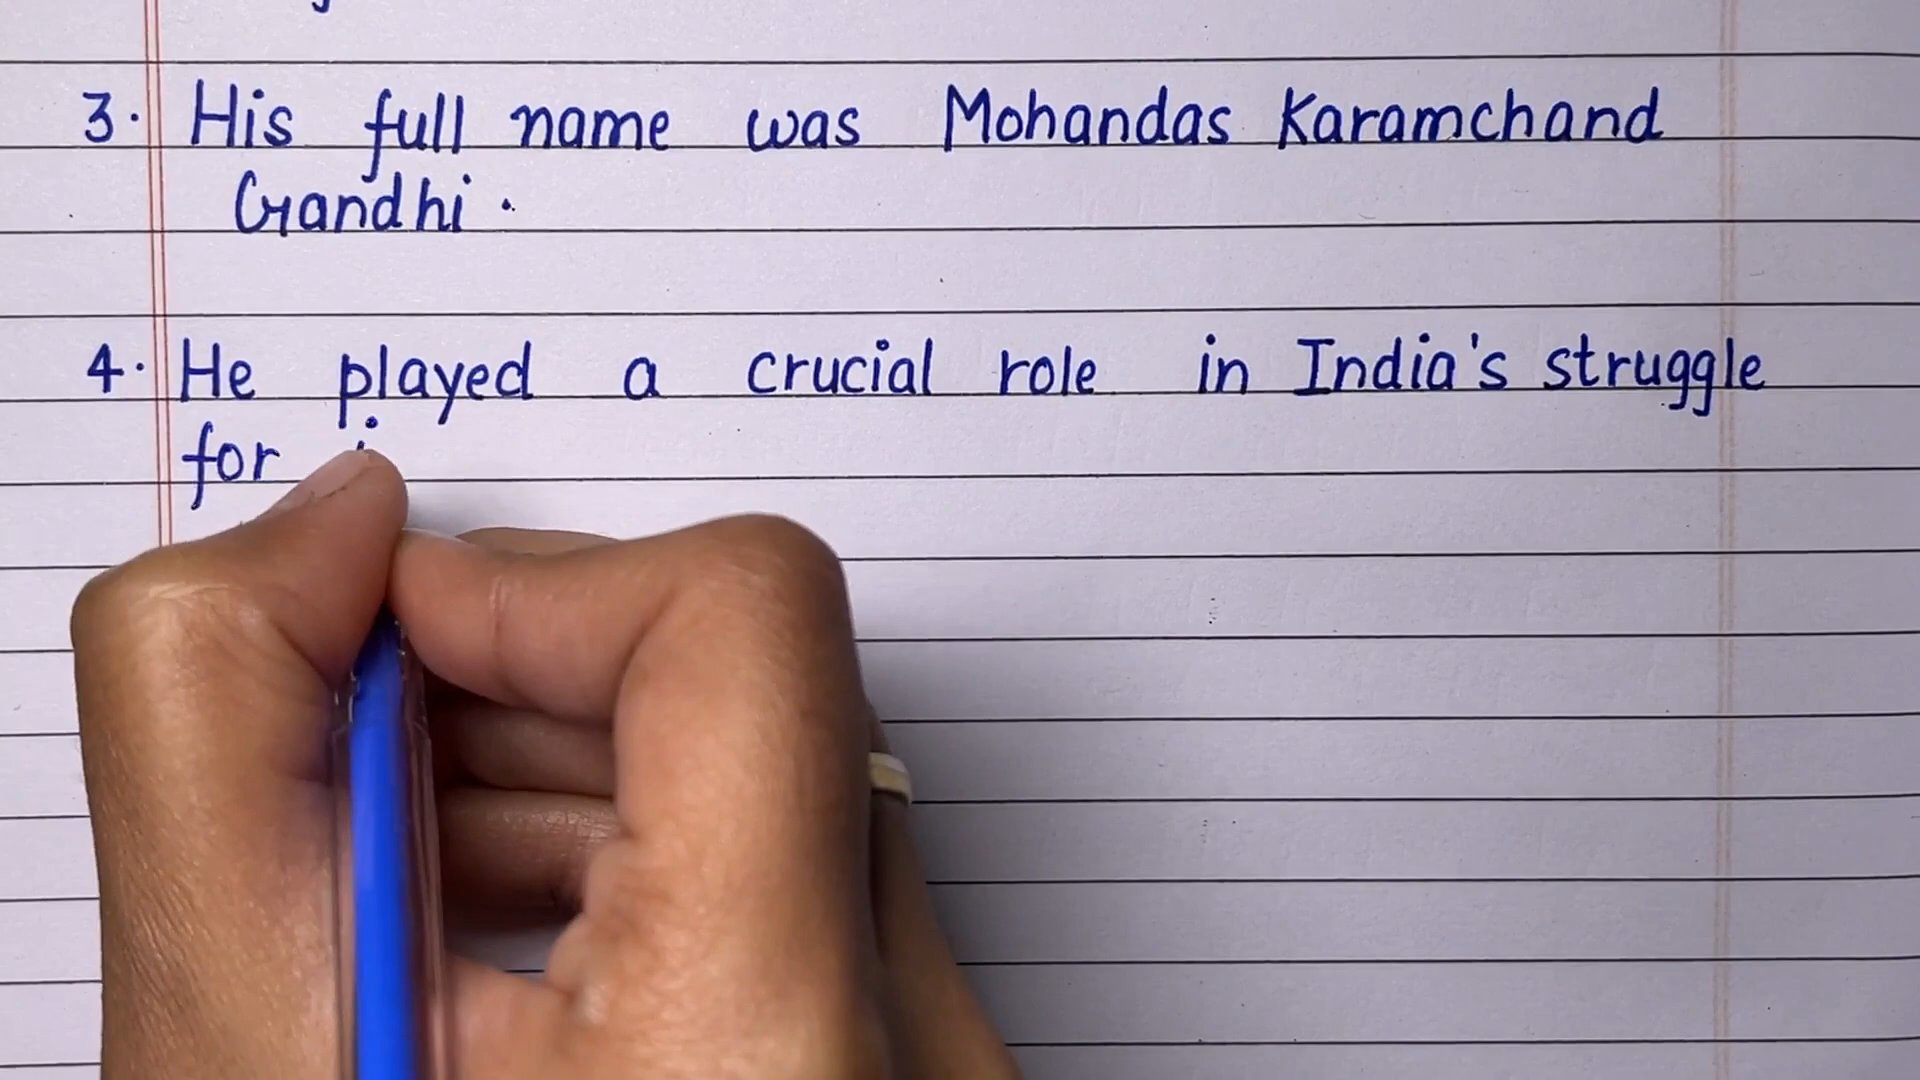 3. His full name was Mohandas Karamchand
Gandhi.
4. He played a crucial role in India's struggle
for